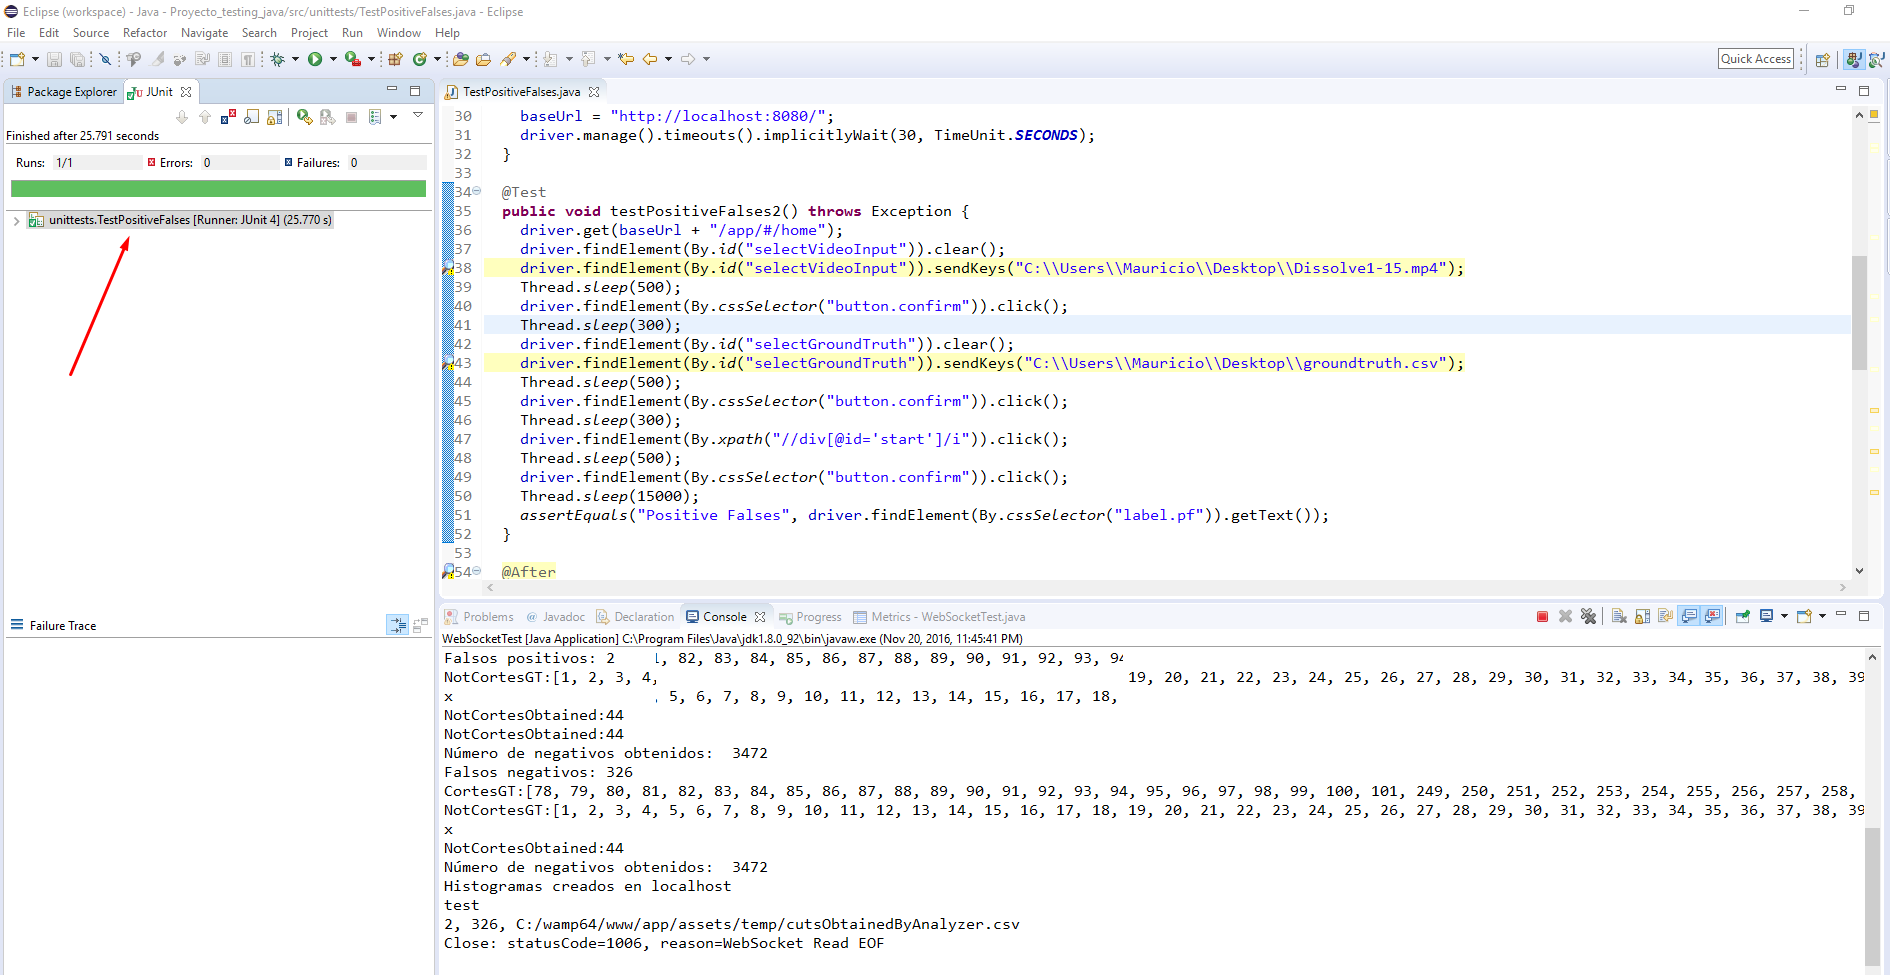 Eclipse (workspace) - Java - Proyecto_testing_java/src/unittests/TestPositiveFalses.java - Eclipse
File Edit Source Refactor Navigate Search Project Run Window Help
Quick Access
Package Explorer JUnit
Finished after 25.791 seconds
Runs: 1/1 Errors: 0 Failures: 0
unittests.TestPositiveFalses [Runner: JUnit 4] (25.770 s)
Failure Trace
TestPositiveFalses.java
30 baseUrl = "http://localhost:8080/";
31 driver.manage().timeouts().implicitlyWait(30, TimeUnit.SECONDS);
32 }
33
34 @Test
35 public void testPositiveFalses2() throws Exception {
36 driver.get(baseUrl + "/app/#/home");
37 driver.findElement(By.id("selectVideoInput")).clear();
38 driver.findElement(By.id("selectVideoInput")).sendKeys("C:\\Users\\Mauricio\\Desktop\\Dissolve1-15.mp4");
39 Thread.sleep(500);
40 driver.findElement(By.cssSelector("button.confirm")).click();
41 Thread.sleep(300);
42 driver.findElement(By.id("selectGroundTruth")).clear();
43 driver.findElement(By.id("selectGroundTruth")).sendKeys("C:\\Users\\Mauricio\\Desktop\\groundtruth.csv");
44 Thread.sleep(500);
45 driver.findElement(By.cssSelector("button.confirm")).click();
46 Thread.sleep(300);
47 driver.findElement(By.xpath("//div[@id='start']/i")).click();
48 Thread.sleep(500);
49 driver.findElement(By.cssSelector("button.confirm")).click();
50 Thread.sleep(15000);
51 assertEquals("Positive Falses", driver.findElement(By.cssSelector("label.pf")).getText());
52 }
53
54 @After
Problems @ Javadoc Declaration Console Progress Metrics - WebSocketTest.java
WebSocketTest [Java Application] C:\Program Files\Java\jdk1.8.0_92\bin\javaw.exe (Nov 20, 2016, 11:45:41 PM)
Falsos positivos: 2 1, 82, 83, 84, 85, 86, 87, 88, 89, 90, 91, 92, 93, 94
NotCortesGT:[1, 2, 3, 4, 19, 20, 21, 22, 23, 24, 25, 26, 27, 28, 29, 30, 31, 32, 33, 34, 35, 36, 37, 38, 39
x , 5, 6, 7, 8, 9, 10, 11, 12, 13, 14, 15, 16, 17, 18,
NotCortesObtained:44
NotCortesObtained:44
Número de negativos obtenidos: 3472
Falsos negativos: 326
CortesGT:[78, 79, 80, 81, 82, 83, 84, 85, 86, 87, 88, 89, 90, 91, 92, 93, 94, 95, 96, 97, 98, 99, 100, 101, 249, 250, 251, 252, 253, 254, 255, 256, 257, 258,
NotCortesGT:[1, 2, 3, 4, 5, 6, 7, 8, 9, 10, 11, 12, 13, 14, 15, 16, 17, 18, 19, 20, 21, 22, 23, 24, 25, 26, 27, 28, 29, 30, 31, 32, 33, 34, 35, 36, 37, 38, 39
x
NotCortesObtained:44
Número de negativos obtenidos: 3472
Histogramas creados en localhost
test
2, 326, C:/wamp64/www/app/assets/temp/cutsObtainedByAnalyzer.csv
Close: statusCode=1006, reason=WebSocket Read EOF